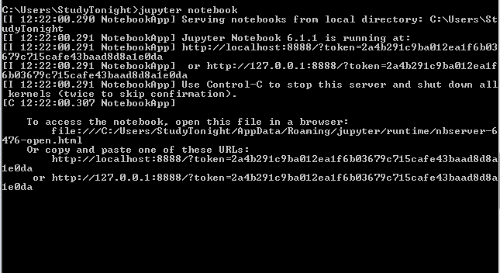 C:\Users\StudyTonight>jupyter notebook
[I 12:22:00.290 NotebookApp] Serving notebooks from local directory: C:\Users\St
udyTonight
[I 12:22:00.291 NotebookApp] Jupyter Notebook 6.1.1 is running at:
[I 12:22:00.291 NotebookApp] http://localhost:8888/?token=2a4b291c9ba012ea1f6b03
679c715cafe43baad8d8a1e0da
[I 12:22:00.291 NotebookApp]  or http://127.0.0.1:8888/?token=2a4b291c9ba012ea1f
6b03679c715cafe43baad8d8a1e0da
[I 12:22:00.291 NotebookApp] Use Control-C to stop this server and shut down all
 kernels (twice to skip confirmation).
[C 12:22:00.307 NotebookApp]

    To access the notebook, open this file in a browser:
        file:///C:/Users/StudyTonight/AppData/Roaming/jupyter/runtime/nbserver-6
476-open.html
    Or copy and paste one of these URLs:
        http://localhost:8888/?token=2a4b291c9ba012ea1f6b03679c715cafe43baad8d8a
1e0da
     or http://127.0.0.1:8888/?token=2a4b291c9ba012ea1f6b03679c715cafe43baad8d8a
1e0da